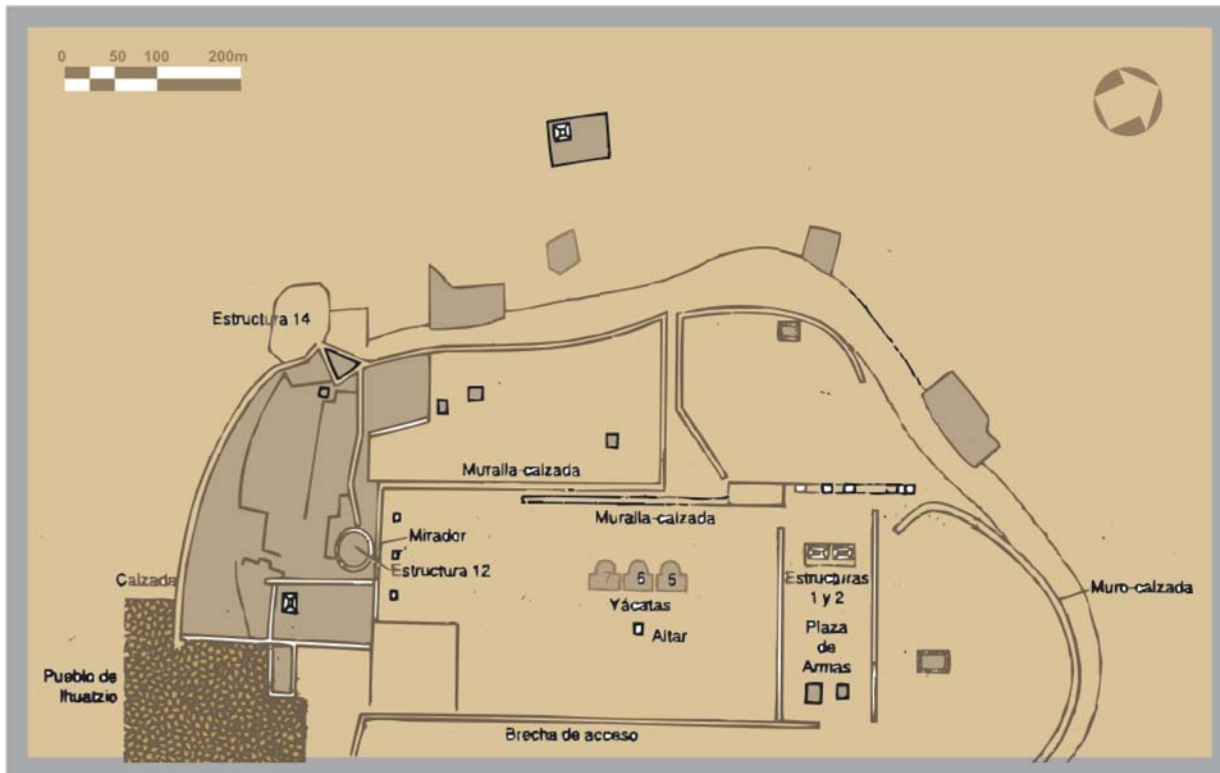 0 50 100 200m
Estructura 14
Muralla-calzada
Muralla-calzada
Mirador
Estructura 12
Calzada
7 6 5
Yácatas
Altar
Estructuras
1 y 2
Plaza
de
Armas
Muro-calzada
Pueblo de
Ihuatzio
Brecha de acceso